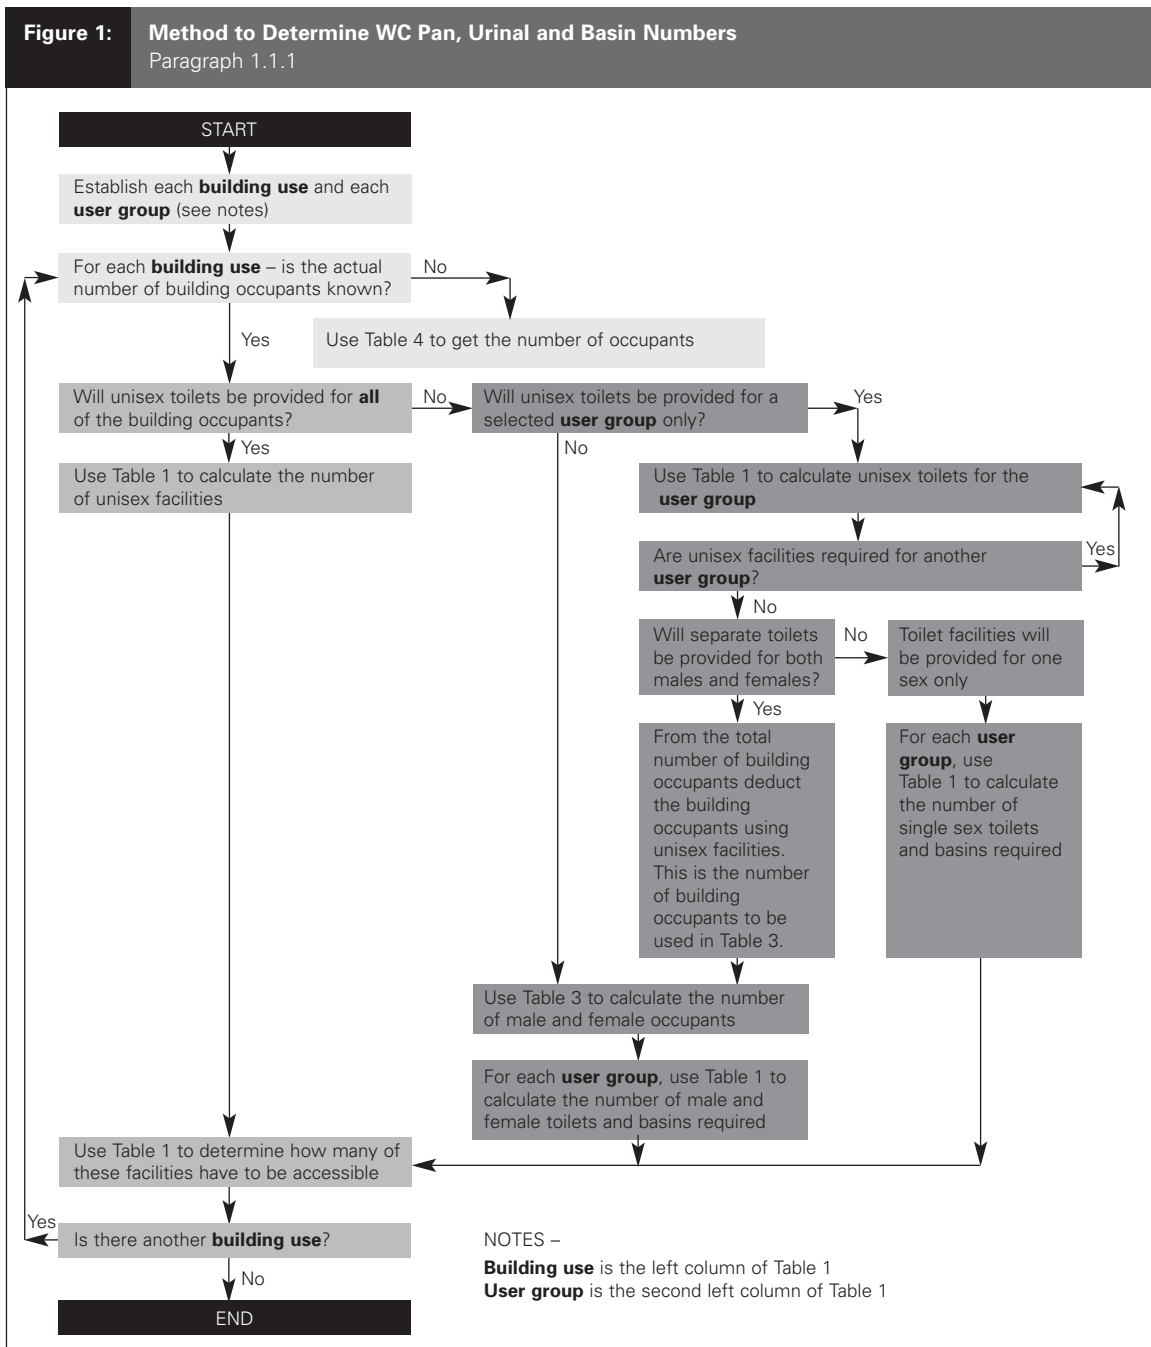 Figure 1:
Method to Determine WC Pan, Urinal and Basin Numbers
Paragraph 1.1.1
START
Establish each building use and each
user group (see notes)
For each building use – is the actual
number of building occupants known?
No
Yes
Use Table 4 to get the number of occupants
Will unisex toilets be provided for all
of the building occupants?
No
Will unisex toilets be provided for a
selected user group only?
Yes
Yes
No
Use Table 1 to calculate the number
of unisex facilities
Use Table 1 to calculate unisex toilets for the
user group
Are unisex facilities required for another
user group?
Yes
No
Will separate toilets
be provided for both
males and females?
No
Toilet facilities will
be provided for one
sex only
Yes
From the total
number of building
occupants deduct
the building
occupants using
unisex facilities.
This is the number
of building
occupants to be
used in Table 3.
For each user
group, use
Table 1 to calculate
the number of
single sex toilets
and basins required
Use Table 3 to calculate the number
of male and female occupants
For each user group, use Table 1 to
calculate the number of male and
female toilets and basins required
Use Table 1 to determine how many of
these facilities have to be accessible
Yes
Is there another building use?
No
END
NOTES –
Building use is the left column of Table 1
User group is the second left column of Table 1